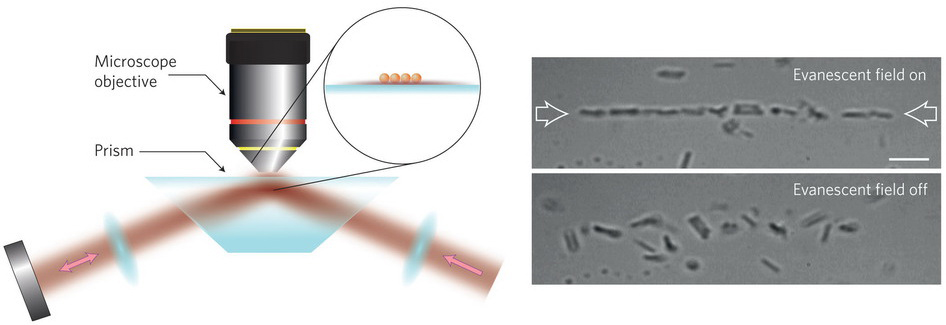 Microscope
objective
Prism
Evanescent field on
Evanescent field off